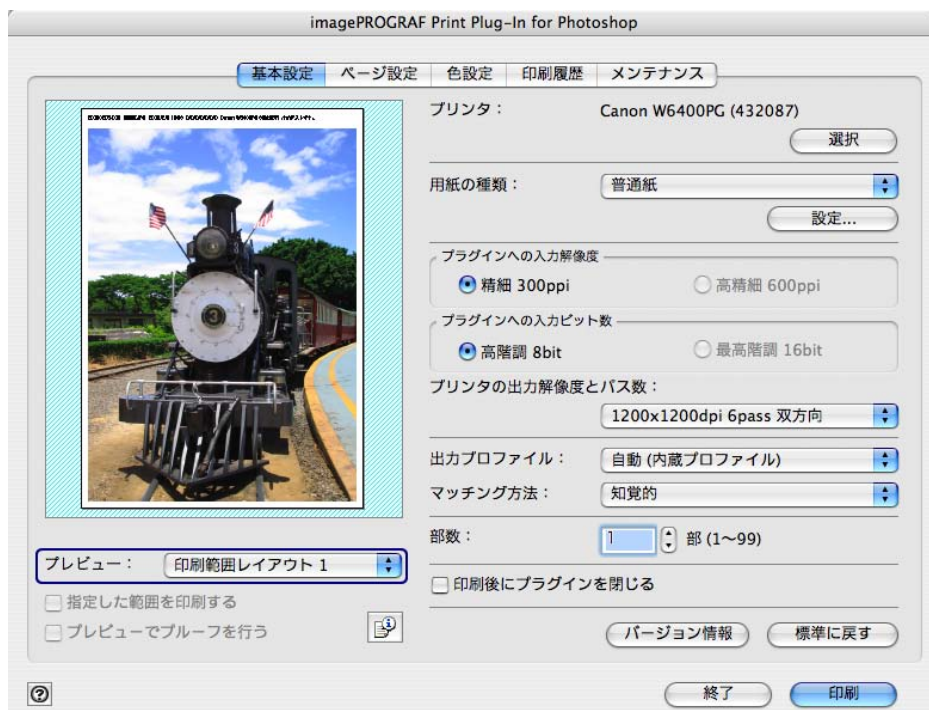 imagePROGRAF Print Plug-In for Photoshop
基本設定 ページ設定 色設定 印刷履歴 メンテナンス
3
プレビュー： 印刷範囲レイアウト 1
指定した範囲を印刷する
プレビューでプルーフを行う
プリンタ： Canon W6400PG (432087)
選択
用紙の種類： 普通紙
設定...
プラグインへの入力解像度
精細 300ppi 高精細 600ppi
プラグインへの入力ビット数
高階調 8bit 最高階調 16bit
プリンタの出力解像度とパス数：
1200x1200dpi 6pass 双方向
出力プロファイル： 自動 (内蔵プロファイル)
マッチング方法： 知覚的
部数： 1 部 (1〜99)
印刷後にプラグインを閉じる
バージョン情報 標準に戻す
? 終了 印刷